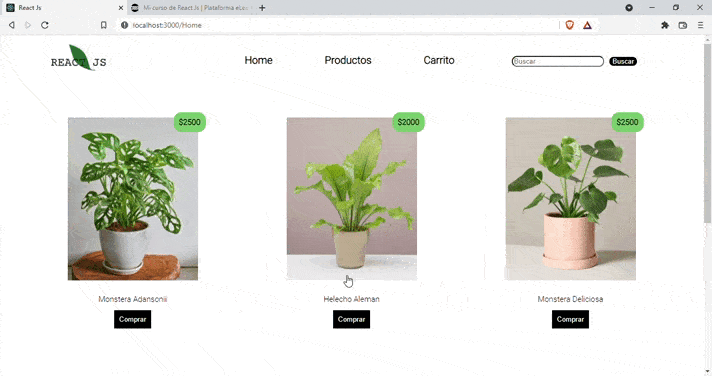 React Js
Mi curso de React Js | Plataforma eLe
localhost:3000/Home
REACT JS
Home
Productos
Carrito
Buscar
Buscar
$2500
$2000
$2500
Monstera Adansonii
Helecho Aleman
Monstera Deliciosa
Comprar
Comprar
Comprar